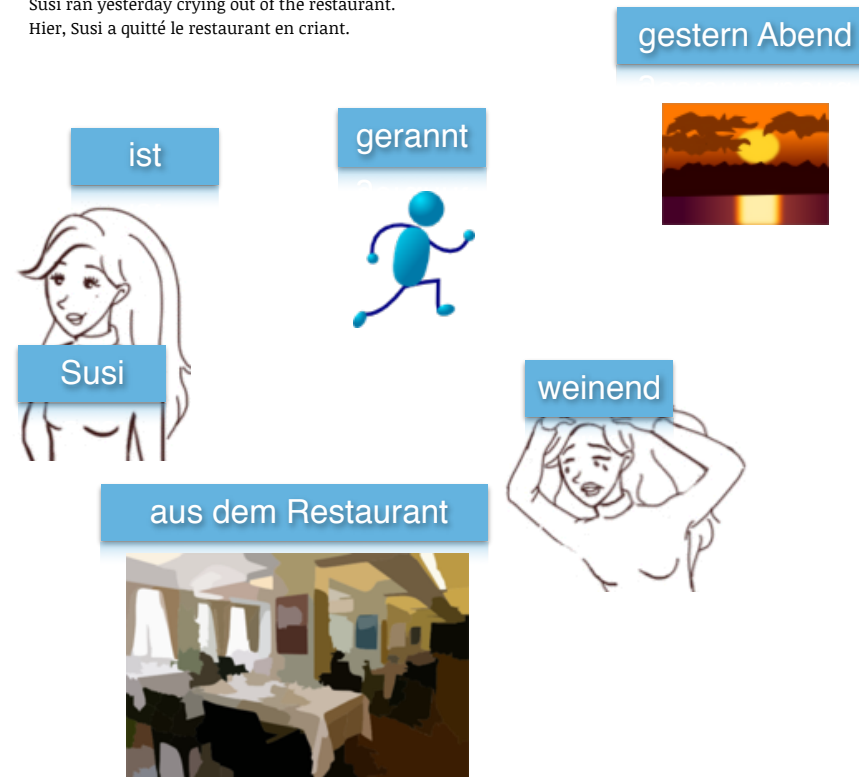 Susi ran yesterday crying out of the restaurant.
Hier, Susi a quitté le restaurant en criant.
gestern Abend
gerannt
ist
Susi
weinend
aus dem Restaurant